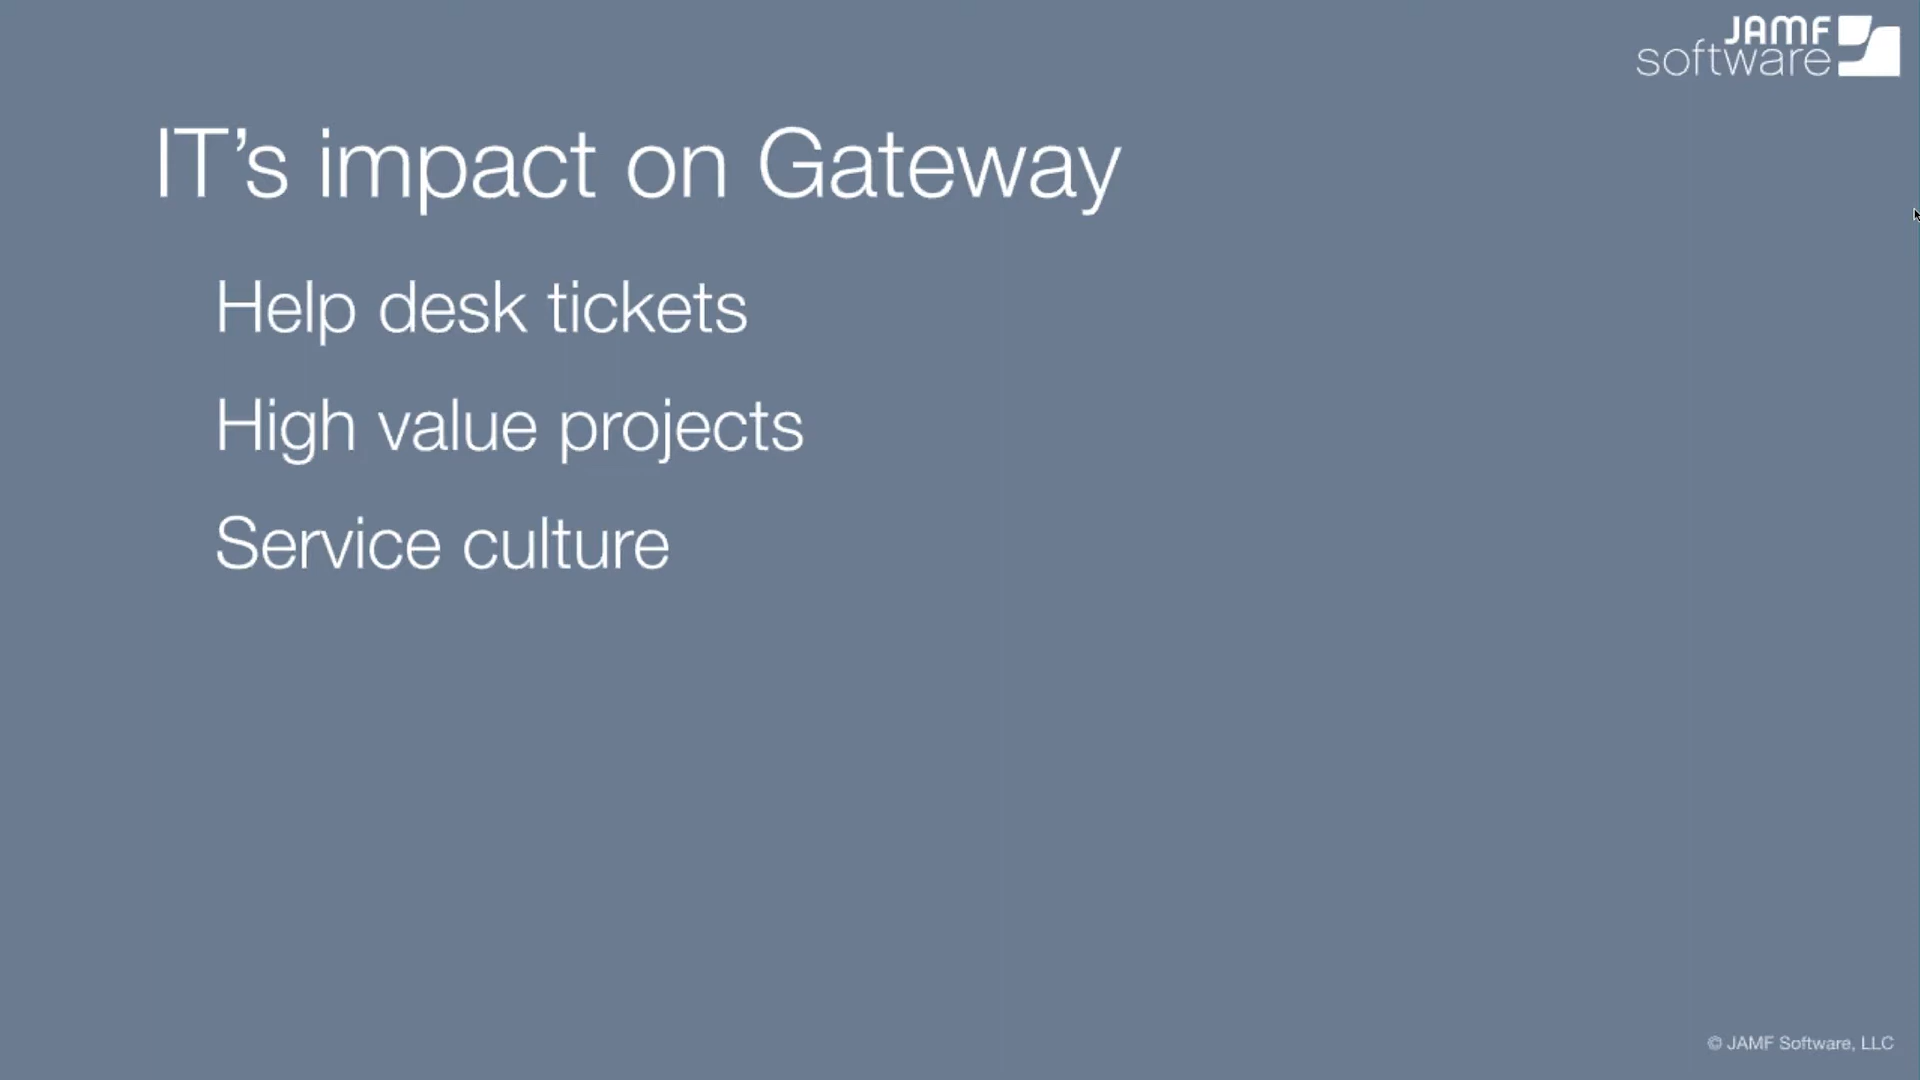 JAMF
software
IT’s impact on Gateway
Help desk tickets
High value projects
Service culture
© JAMF Software, LLC